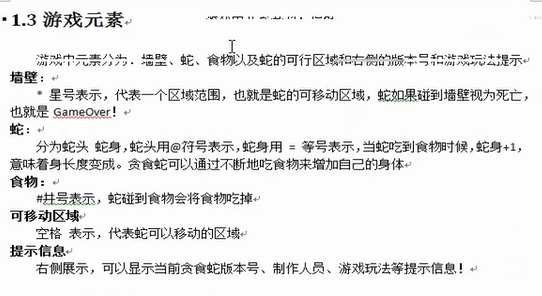 1.3 游戏元素
游戏中元素分为：墙壁、蛇、食物以及蛇的可行区域和右侧的版本号和游戏玩法提示
墙壁：
* 星号表示，代表一个区域范围，也就是蛇的可移动区域，蛇如果碰到墙壁视为死亡，
也就是 GameOver！
蛇：
分为蛇头 蛇身，蛇头用@符号表示，蛇身用 = 等号表示，当蛇吃到食物时候，蛇身+1，
意味着身长度变成。贪食蛇可以通过不断地吃食物来增加自己的身体
食物：
#井号表示，蛇碰到食物会将食物吃掉
可移动区域
空格 表示，代表蛇可以移动的区域
提示信息
右侧展示，可以显示当前贪食蛇版本号、制作人员、游戏玩法等提示信息！